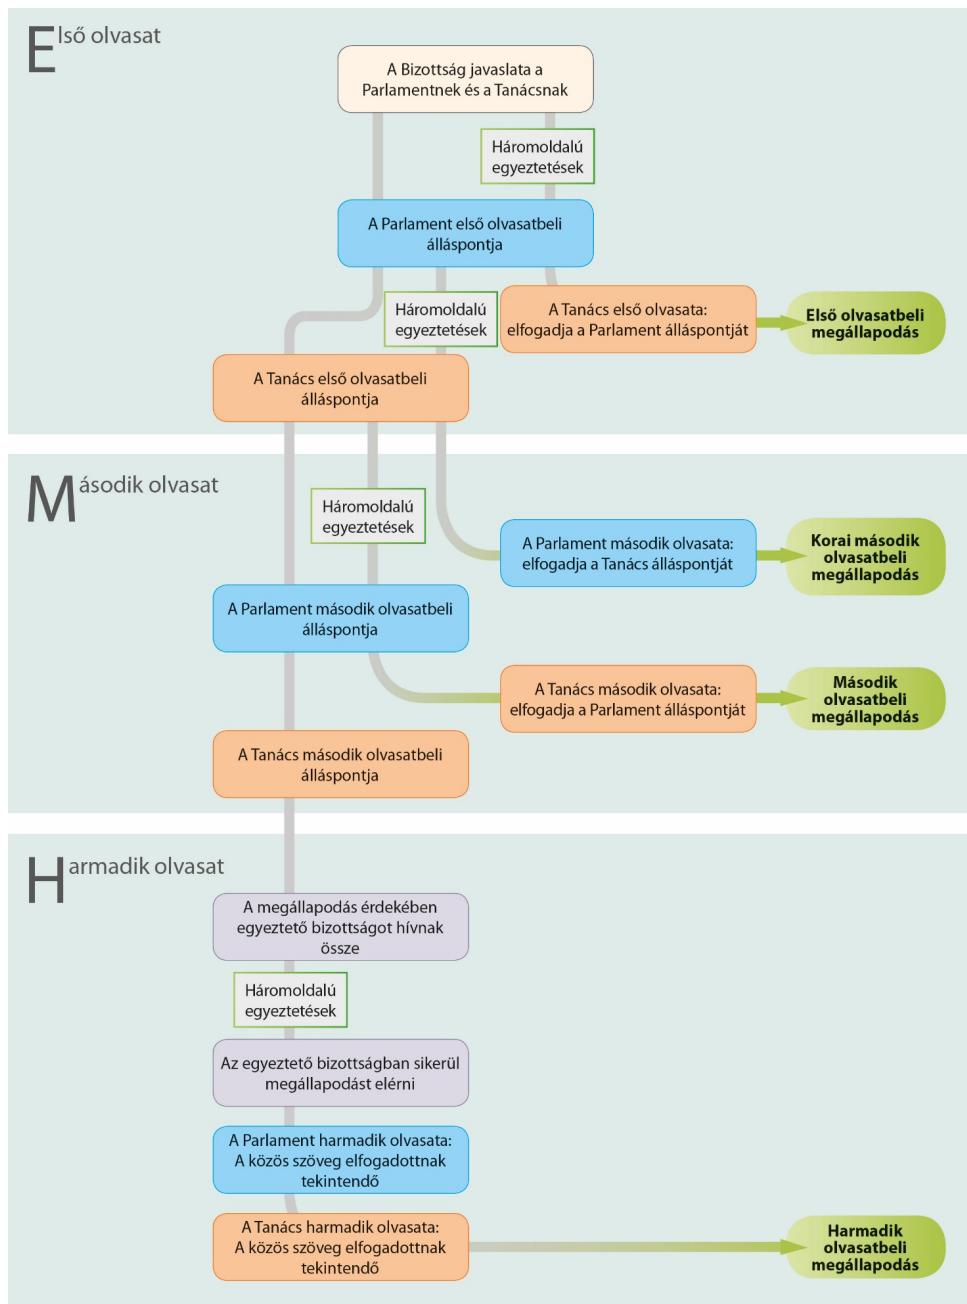 Első olvasat
A Bizottság javaslata a
Parlamentnek és a Tanácsnak
Háromoldalú
egyeztetések
A Parlament első olvasatbeli
álláspontja
Háromoldalú
egyeztetések
A Tanács első olvasata:
elfogadja a Parlament álláspontját
Első olvasatbeli
megállapodás
A Tanács első olvasatbeli
álláspontja
Második olvasat
Háromoldalú
egyeztetések
A Parlament második olvasata:
elfogadja a Tanács álláspontját
Korai második
olvasatbeli
megállapodás
A Parlament második olvasatbeli
álláspontja
A Tanács második olvasata:
elfogadja a Parlament álláspontját
Második
olvasatbeli
megállapodás
A Tanács második olvasatbeli
álláspontja
Harmadik olvasat
A megállapodás érdekében
egyeztető bizottságot hívnak
össze
Háromoldalú
egyeztetések
Az egyeztető bizottságban sikerül
megállapodást elérni
A Parlament harmadik olvasata:
A közös szöveg elfogadottnak
tekintendő
A Tanács harmadik olvasata:
A közös szöveg elfogadottnak
tekintendő
Harmadik
olvasatbeli
megállapodás